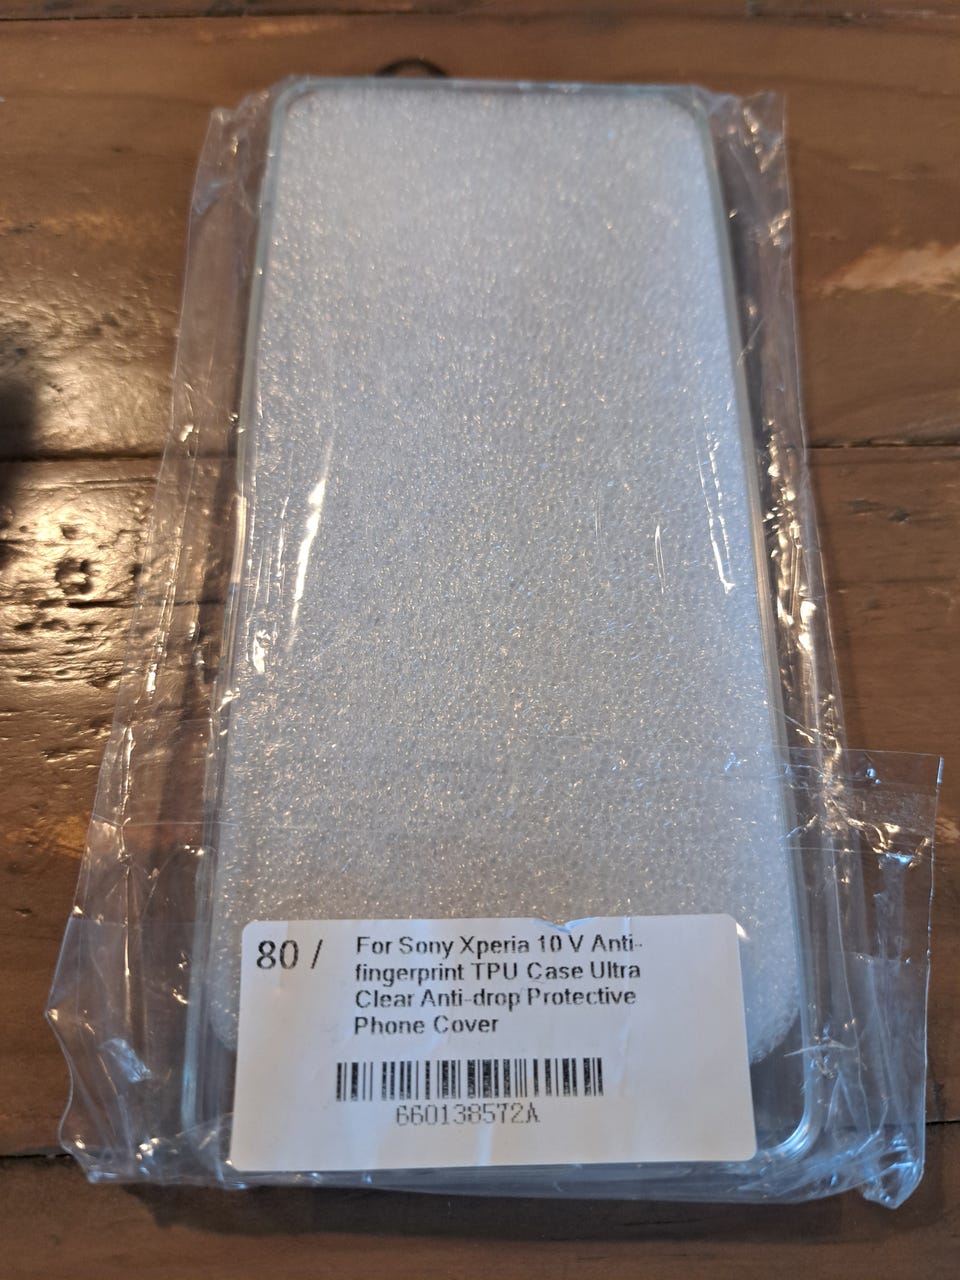 80 /
For Sony Xperia 10 V Anti-
fingerprint TPU Case Ultra
Clear Anti-drop Protective
Phone Cover
660138572A